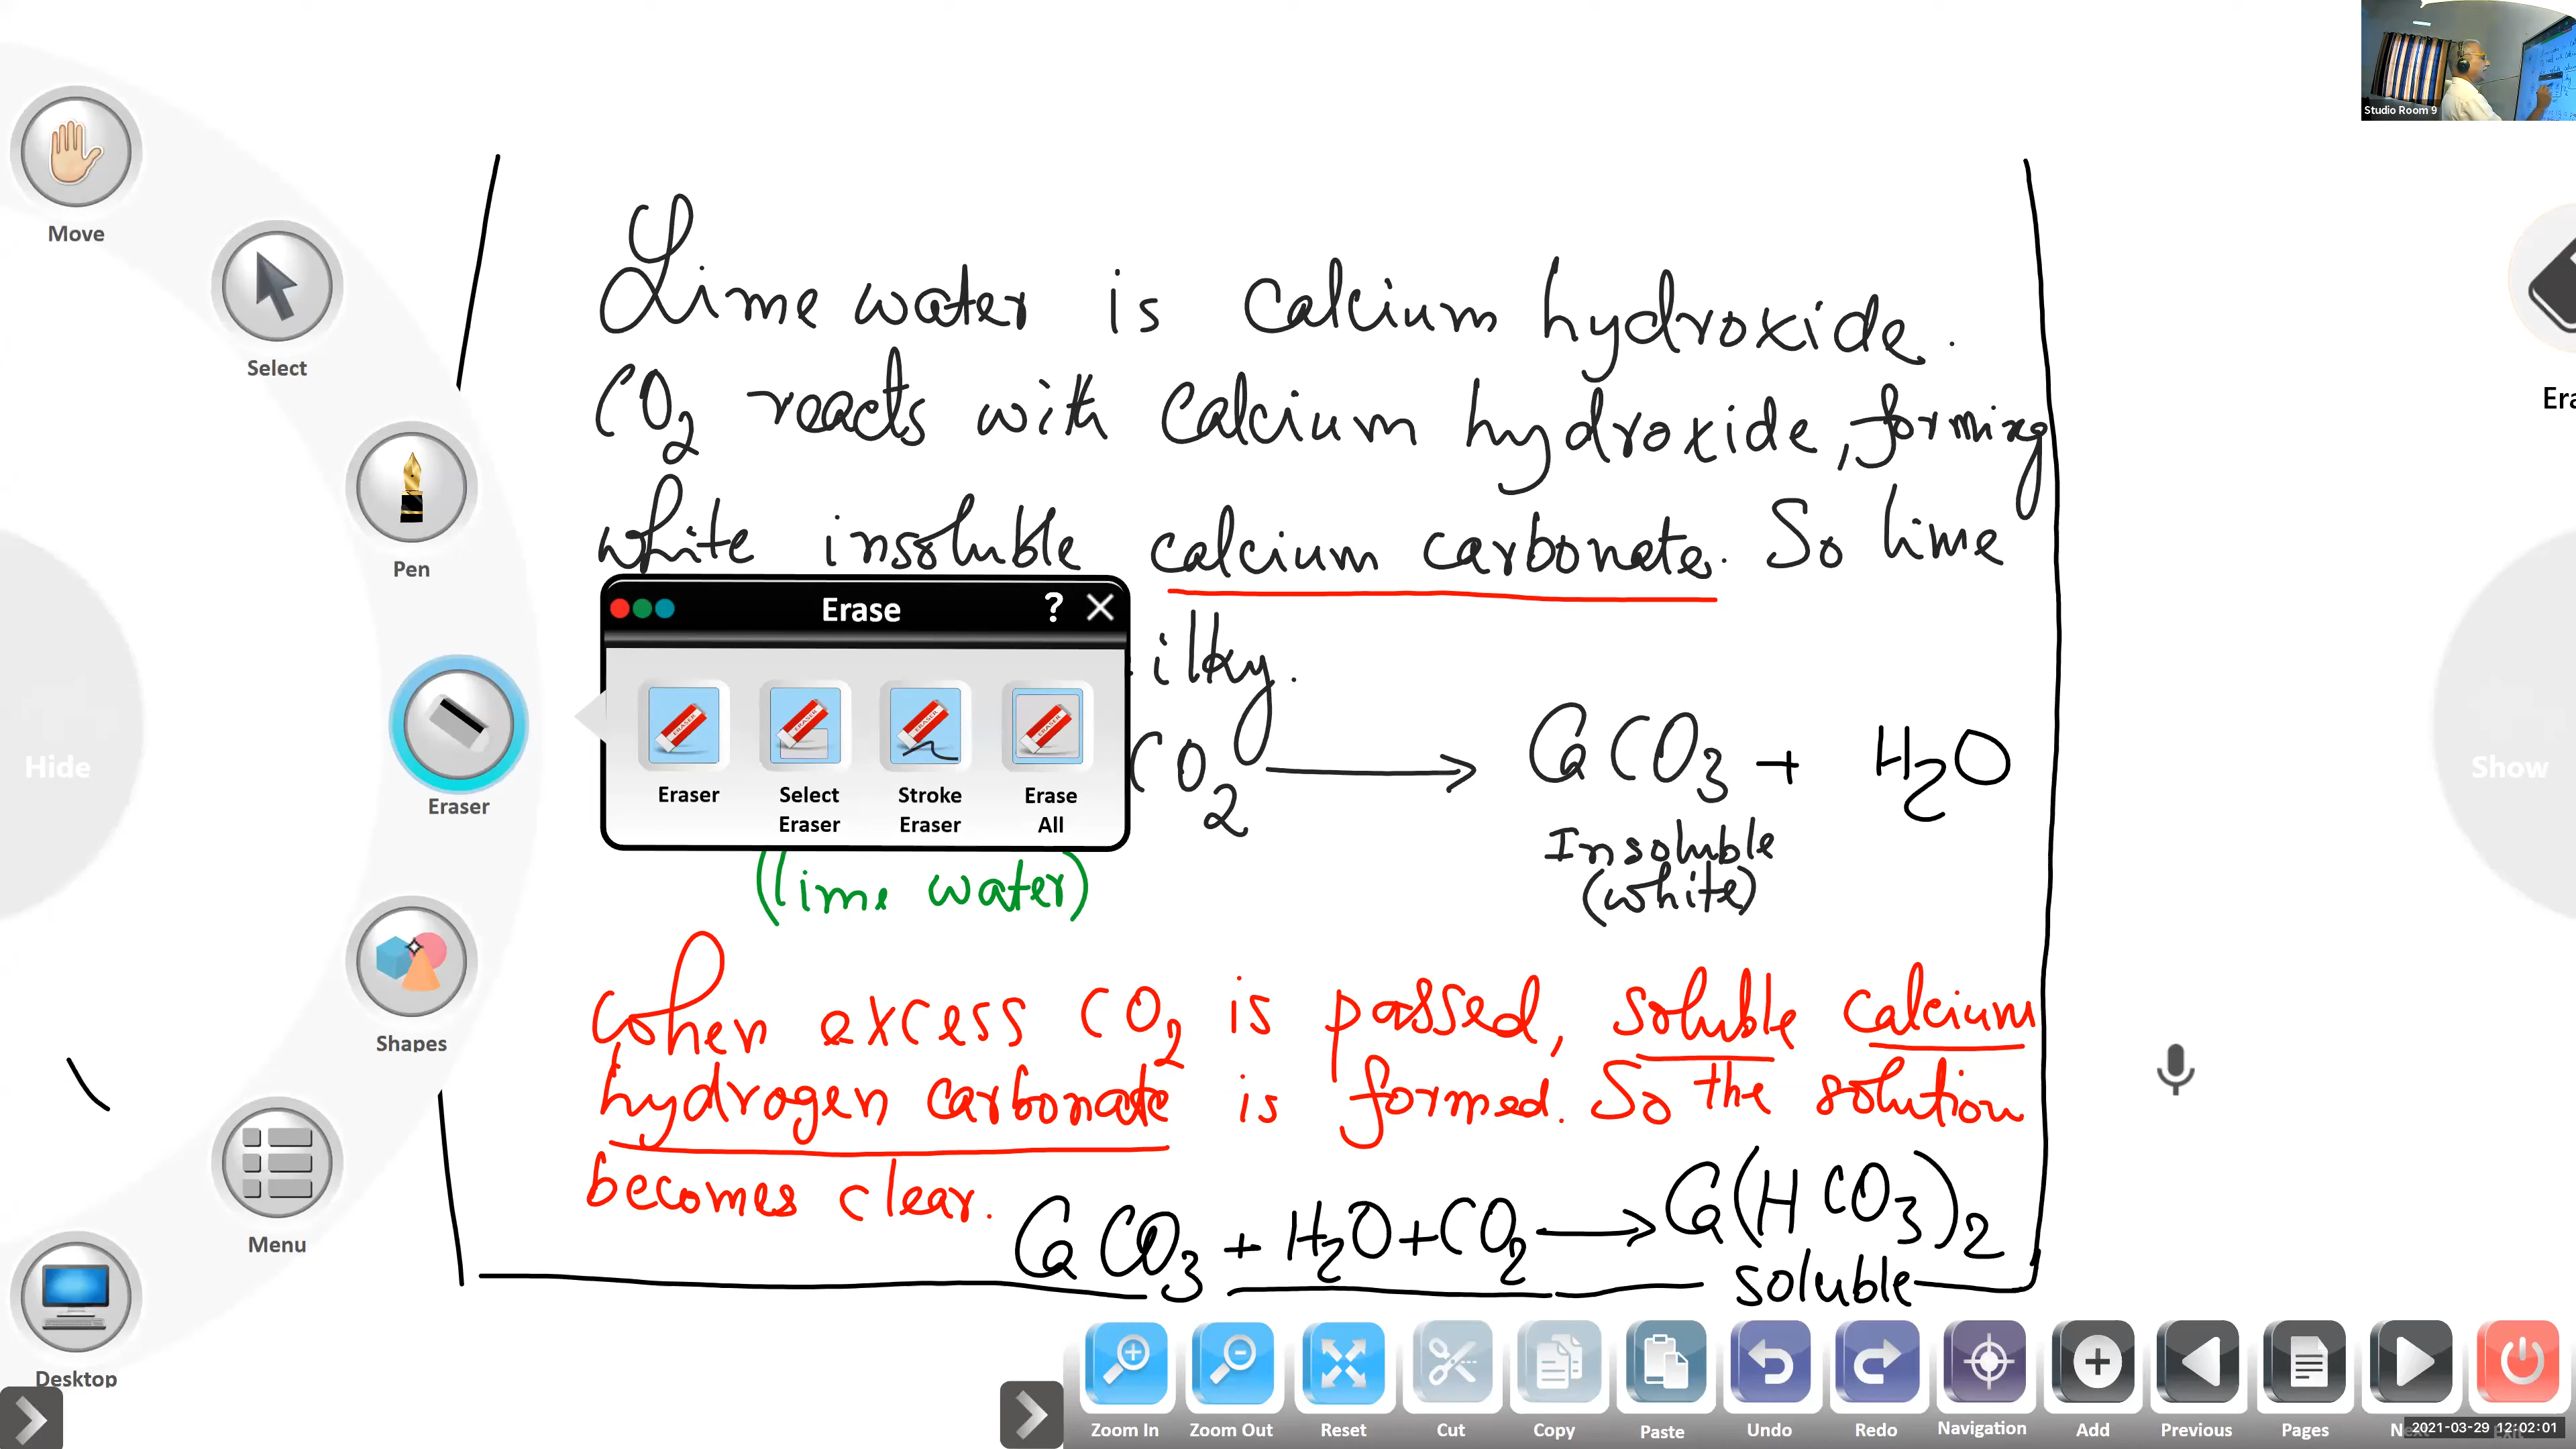 Studio Room 9
Move
Select
Pen
Eraser
Shapes
Menu
Desktop
Hide
Show
Era
Lime water is calcium hydroxide.
CO2 reacts with calcium hydroxide, forming
white insoluble calcium carbonate. So lime
ilky.
Erase ?
Eraser
Select Eraser
Stroke Eraser
Erase All
CO2 → CaCO3 + H2O
Insoluble
(white)
(lime water)
When excess CO2 is passed, soluble calcium
hydrogen carbonate is formed. So the solution
becomes clear.
CaCO3 + H2O + CO2 → Ca(HCO3)2
soluble
Zoom In
Zoom Out
Reset
Cut
Copy
Paste
Undo
Redo
Navigation
Add
Previous
Pages
2021-03-29 12:02:01